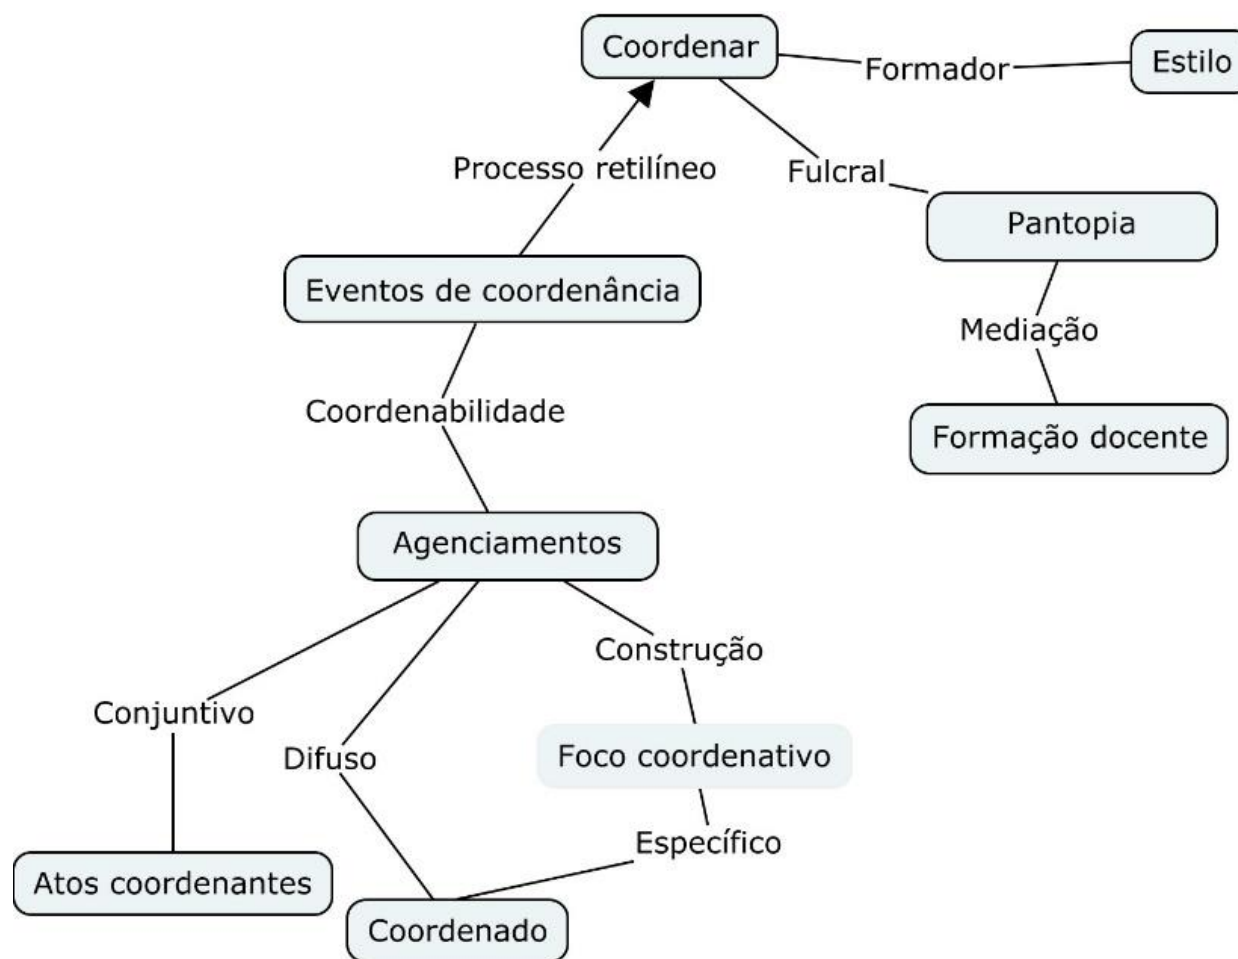 Coordenar
Formador
Estilo
Processo retilíneo
Fulcral
Pantopia
Eventos de coordenância
Mediação
Coordenabilidade
Formação docente
Agenciamentos
Construção
Conjuntivo
Difuso
Foco coordenativo
Específico
Atos coordenantes
Coordenado